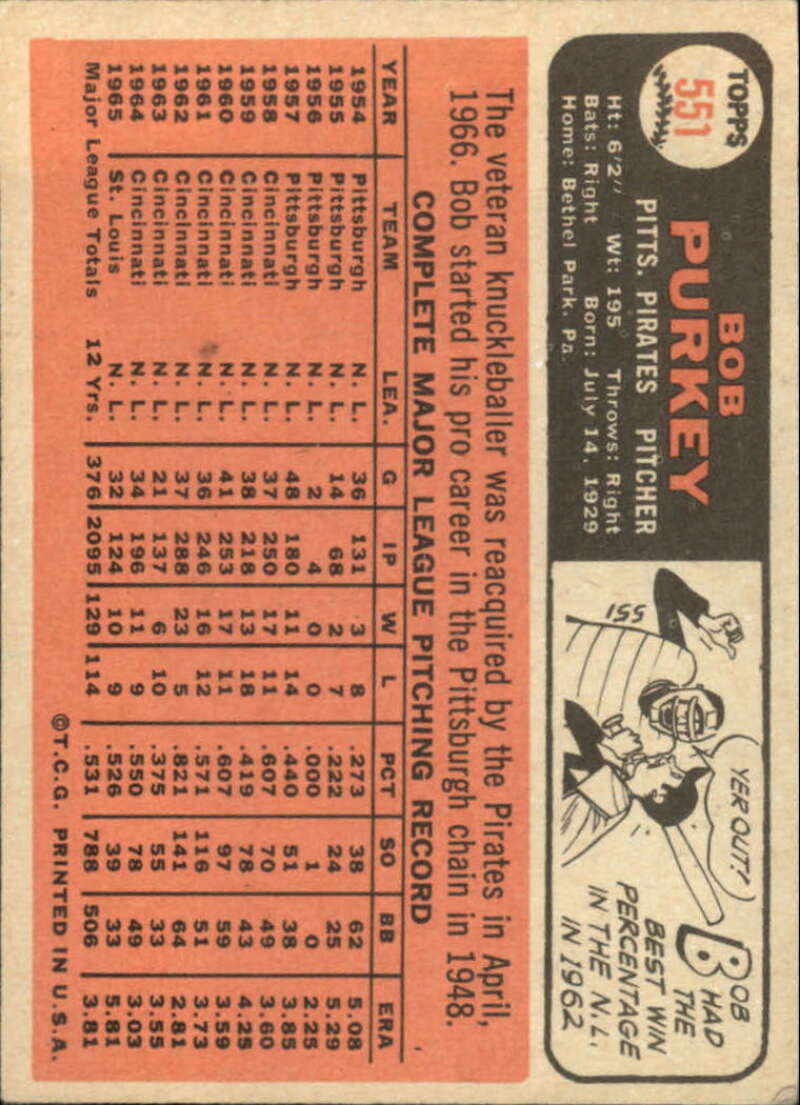 TOPPS
551
BOB
PURKEY
PITTS. PIRATES PITCHER
Ht: 6'2" Wt: 195 Throws: Right
Bats: Right Born: July 14, 1929
Home: Bethel Park, Pa.
551
YER OUT!
BOB
HAD
THE
BEST WIN
PERCENTAGE
IN THE N.L.
IN 1962
The veteran knuckleballer was reacquired by the Pirates in April,
1966. Bob started his pro career in the Pittsburgh chain in 1948.
COMPLETE MAJOR LEAGUE PITCHING RECORD
YEAR TEAM LEA. G IP W L PCT SO BB ERA
1954 Pittsburgh N. L. 36 131 3 8 .273 38 62 5.08
1955 Pittsburgh N. L. 14 68 2 7 .222 24 25 5.29
1956 Pittsburgh N. L. 2 4 0 0 .000 1 0 2.25
1957 Pittsburgh N. L. 48 180 11 14 .440 51 38 3.85
1958 Cincinnati N. L. 37 250 17 11 .607 70 49 3.60
1959 Cincinnati N. L. 38 218 13 18 .419 78 43 4.25
1960 Cincinnati N. L. 41 253 17 11 .607 97 59 3.59
1961 Cincinnati N. L. 36 246 16 12 .571 116 51 3.73
1962 Cincinnati N. L. 37 288 23 5 .821 141 64 2.81
1963 Cincinnati N. L. 21 137 6 10 .375 55 33 3.55
1964 Cincinnati N. L. 34 196 11 9 .550 78 49 3.03
1965 St. Louis N. L. 32 124 10 9 .526 39 33 5.81
Major League Totals 12 Yrs. 376 2095 129 114 .531 788 506 3.81
©T.C.G. PRINTED IN U.S.A.